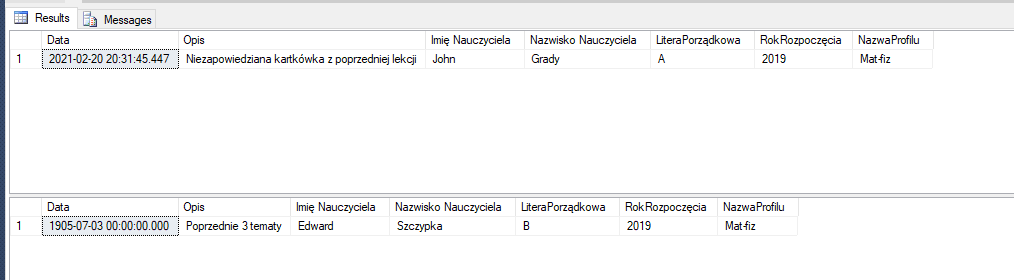 Results Messages
Data Opis Imię Nauczyciela Nazwisko Nauczyciela LiteraPorządkowa RokRozpoczęcia NazwaProfilu
1 2021-02-20 20:31:45.447 Niezapowiedziana kartkówka z poprzedniej lekcji John Grady A 2019 Mat-fiz
Data Opis Imię Nauczyciela Nazwisko Nauczyciela LiteraPorządkowa RokRozpoczęcia NazwaProfilu
1 1905-07-03 00:00:00.000 Poprzednie 3 tematy Edward Szczypka B 2019 Mat-fiz